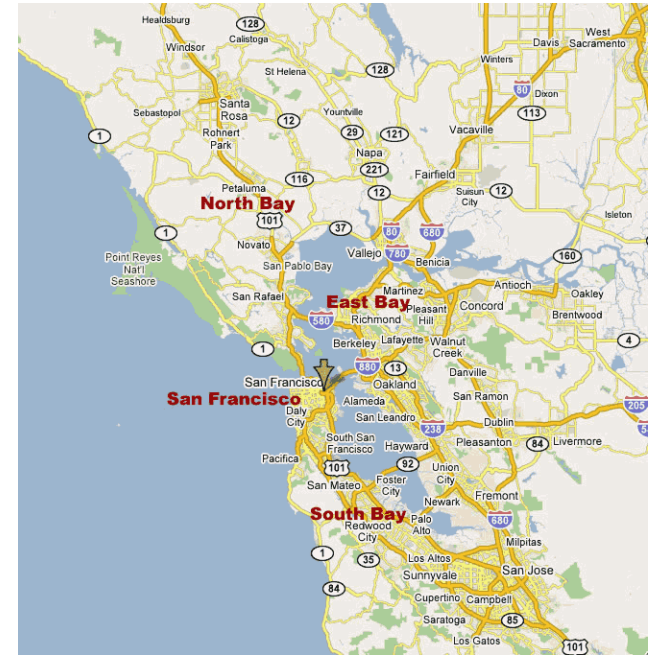 Healdsburg
128
Calistoga
West
Sacramento
Davis
Windsor
Winters
St Helena
128
80
Dixon
Santa
Rosa
Sebastopol
Yountville
113
12
29
121
Vacaville
1
Rohnert
Park
Napa
221
Fairfield
116
12
Suisun
City
12
Petaluma
North Bay
101
Isleton
1
37
80
680
Novato
Vallejo
780
Benicia
160
Point Reyes
Nat'l
Seashore
San Pablo Bay
Antioch
Martinez
San Rafael
East Bay
Oakley
Pleasant
Hill
Concord
Richmond
580
Brentwood
Berkeley
Lafayette
Walnut
Creek
4
1
880
13
Danville
San Francisco
Oakland
San Francisco
Alameda
San Ramon
205
Daly
City
San Leandro
238
Dublin
South San
Francisco
Hayward
Pleasanton
84
Livermore
Pacifica
101
92
Union
City
San Mateo
Foster
City
Newark
Fremont
South Bay
Redwood
City
Palo
Alto
680
Milpitas
1
35
Los Altos
San Jose
Sunnyvale
84
Cupertino
Campbell
Saratoga
85
Los Gatos
101